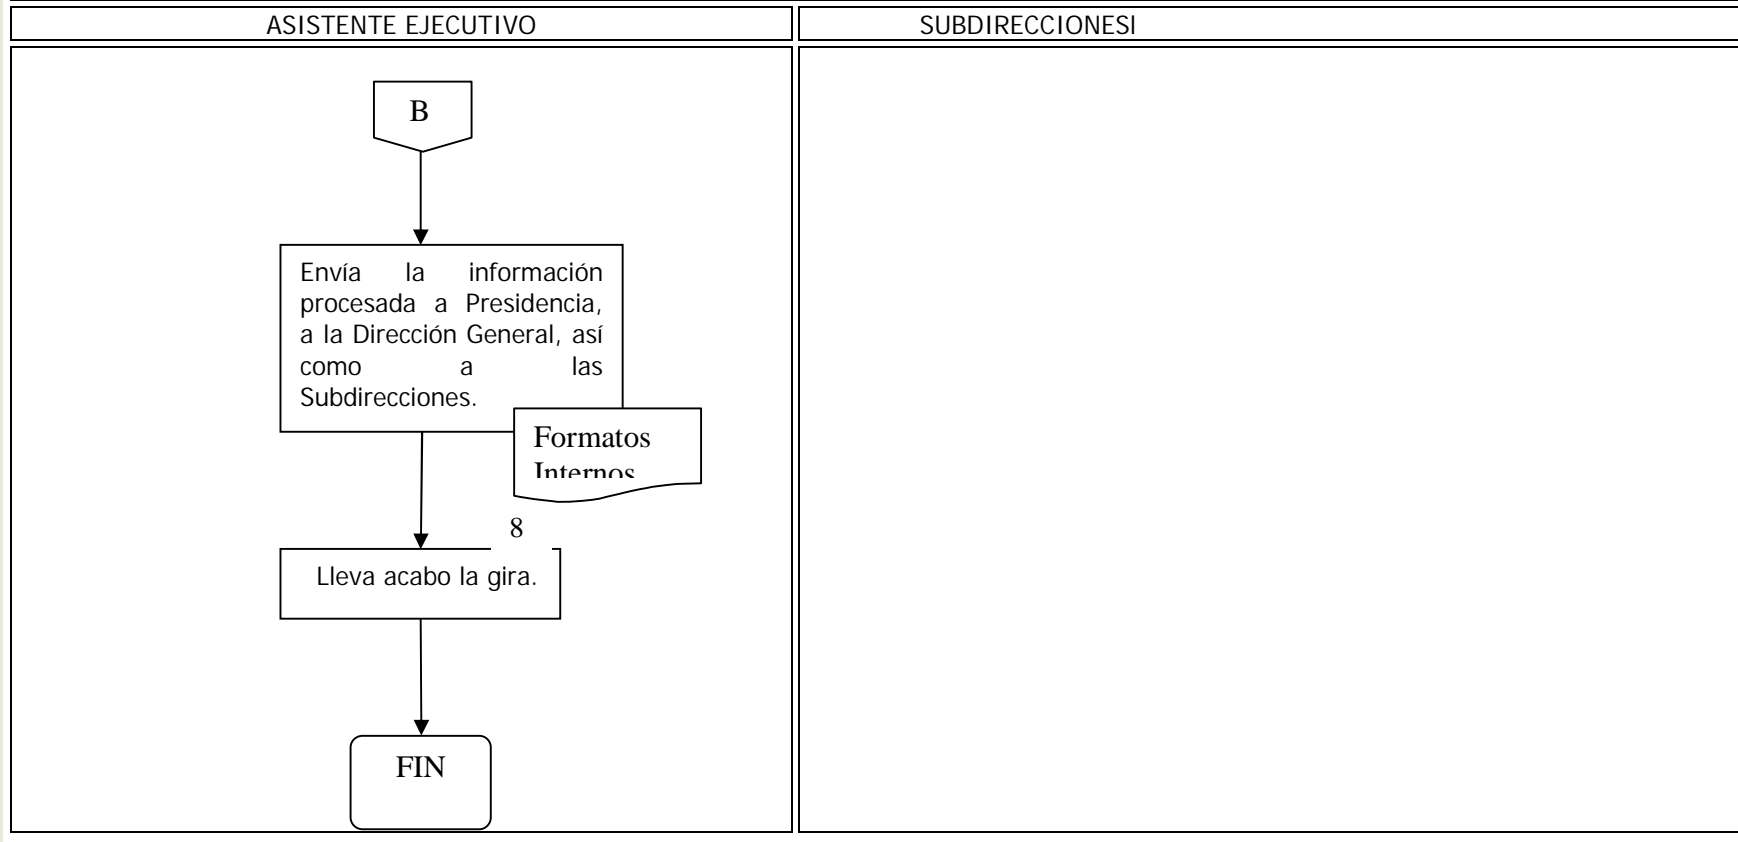 ASISTENTE EJECUTIVO
SUBDIRECCIONESI
B
Envía la información
procesada a Presidencia,
a la Dirección General, así
como a las
Subdirecciones.
Formatos
Internos
8
Lleva acabo la gira.
FIN